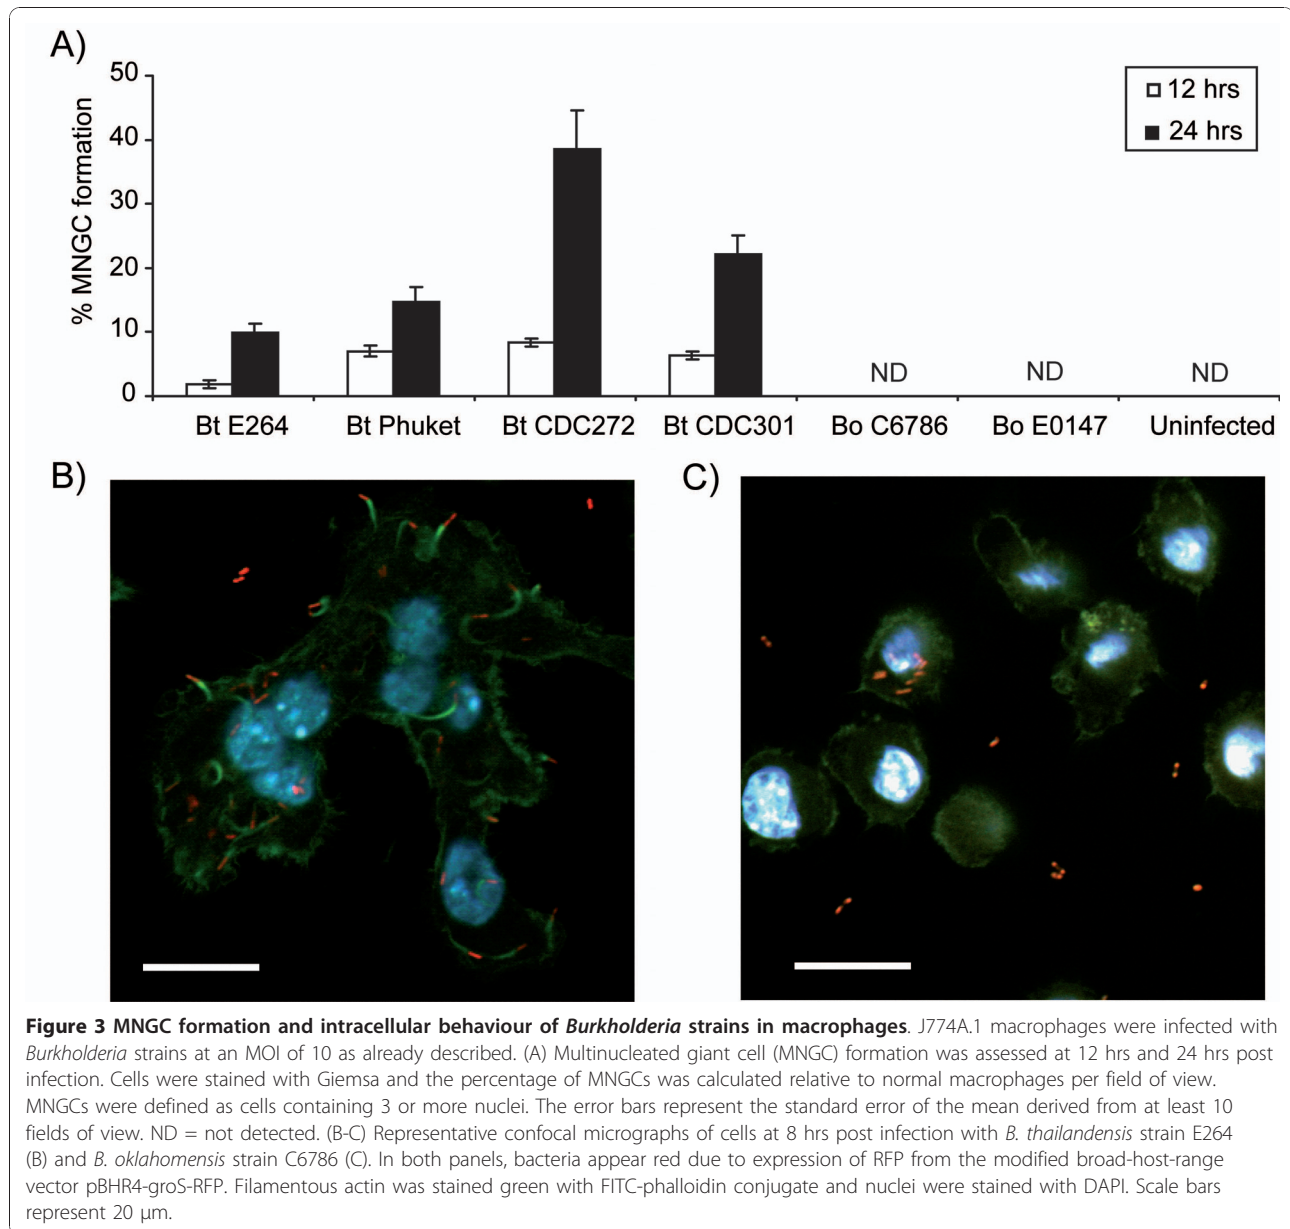 A)
50
40
30
20
10
0
% MNGC formation
12 hrs
24 hrs
ND
ND
ND
Bt E264
Bt Phuket
Bt CDC272
Bt CDC301
Bo C6786
Bo E0147
Uninfected
B)
C)
Figure 3 MNGC formation and intracellular behaviour of Burkholderia strains in macrophages. J774A.1 macrophages were infected with
Burkholderia strains at an MOI of 10 as already described. (A) Multinucleated giant cell (MNGC) formation was assessed at 12 hrs and 24 hrs post
infection. Cells were stained with Giemsa and the percentage of MNGCs was calculated relative to normal macrophages per field of view.
MNGCs were defined as cells containing 3 or more nuclei. The error bars represent the standard error of the mean derived from at least 10
fields of view. ND = not detected. (B-C) Representative confocal micrographs of cells at 8 hrs post infection with B. thailandensis strain E264
(B) and B. oklahomensis strain C6786 (C). In both panels, bacteria appear red due to expression of RFP from the modified broad-host-range
vector pBHR4-groS-RFP. Filamentous actin was stained green with FITC-phalloidin conjugate and nuclei were stained with DAPI. Scale bars
represent 20 μm.